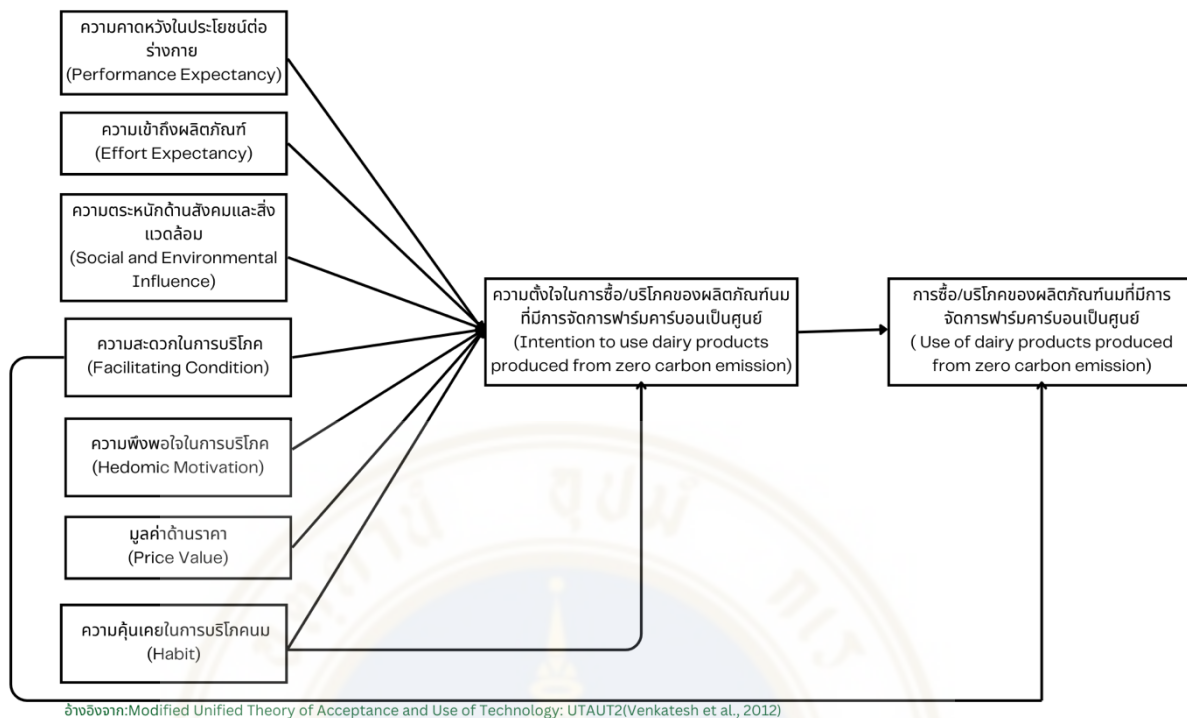 ความคาดหวังในประโยชน์ต่อ
ร่างกาย
(Performance Expectancy)
ความเข้าถึงผลิตภัณฑ์
(Effort Expectancy)
ความตระหนักด้านสังคมและสิ่ง
แวดล้อม
(Social and Environmental
Influence)
ความสะดวกในการบริโภค
(Facilitating Condition)
ความพึงพอใจในการบริโภค
(Hedomic Motivation)
มูลค่าด้านราคา
(Price Value)
ความคุ้นเคยในการบริโภคนม
(Habit)
ความตั้งใจในการซื้อ/บริโภคของผลิตภัณฑ์นม
ที่มีการจัดการฟาร์มคาร์บอนเป็นศูนย์
(Intention to use dairy products
produced from zero carbon emission)
การซื้อ/บริโภคของผลิตภัณฑ์นมที่มีการ
จัดการฟาร์มคาร์บอนเป็นศูนย์
( Use of dairy products produced
from zero carbon emission)
อ้างอิงจาก:Modified Unified Theory of Acceptance and Use of Technology: UTAUT2(Venkatesh et al., 2012)